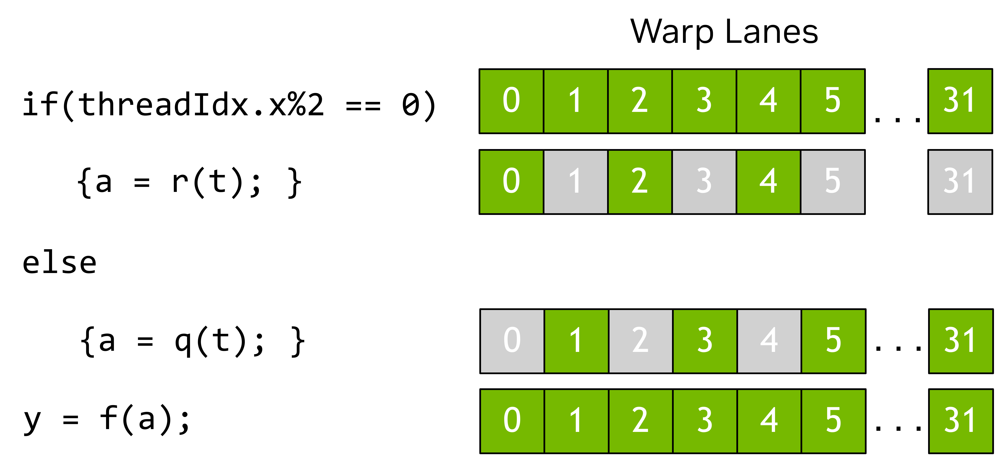 Warp Lanes
if(threadIdx.x%2 == 0) 0 1 2 3 4 5 ... 31
{a = r(t); } 0 1 2 3 4 5 31
else
{a = q(t); } 0 1 2 3 4 5 ... 31
y = f(a); 0 1 2 3 4 5 ... 31